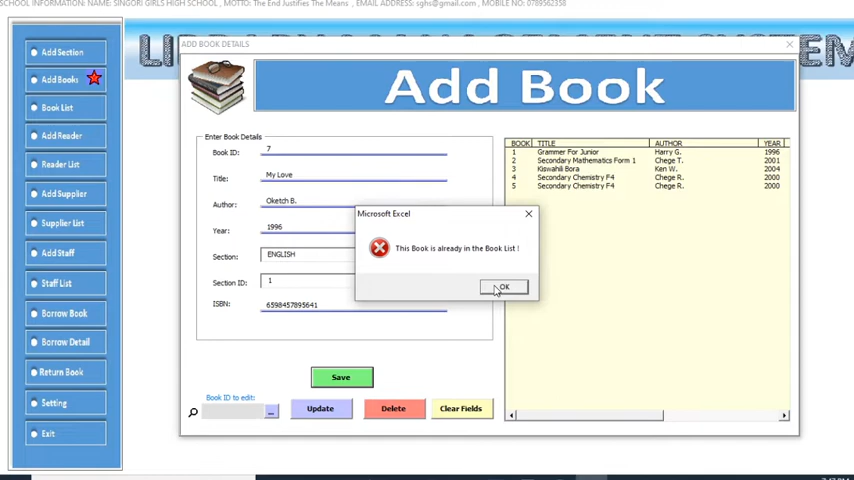 SCHOOL INFORMATION: NAME: SINGORI GIRLS HIGH SCHOOL , MOTTO: The End Justifies The Means , EMAIL ADDRESS: sghs@gmail.com , MOBILE NO: 0789562358
LIBRARY MANAGEMENT SYSTEM
ADD BOOK DETAILS
Add Book
Add Section
Add Books
Book List
Add Reader
Reader List
Add Supplier
Supplier List
Add Staff
Staff List
Borrow Book
Borrow Detail
Return Book
Setting
Exit
Enter Book Details
Book ID: 7
Title: My Love
Author: Oketch B.
Year: 1996
Section: ENGLISH
Section ID: 1
ISBN: 6598457895641
BOOK TITLE AUTHOR YEAR
1 Grammer For Junior Harry G. 1996
2 Secondary Mathematics Form 1 Chege T. 2001
3 Kiswahili Bora Ken W. 2004
4 Secondary Chemistry F4 Chege R. 2000
5 Secondary Chemistry F4 Chege R. 2000
Microsoft Excel
This Book is already in the Book List !
OK
Save
Book ID to edit:
...
Update
Delete
Clear Fields